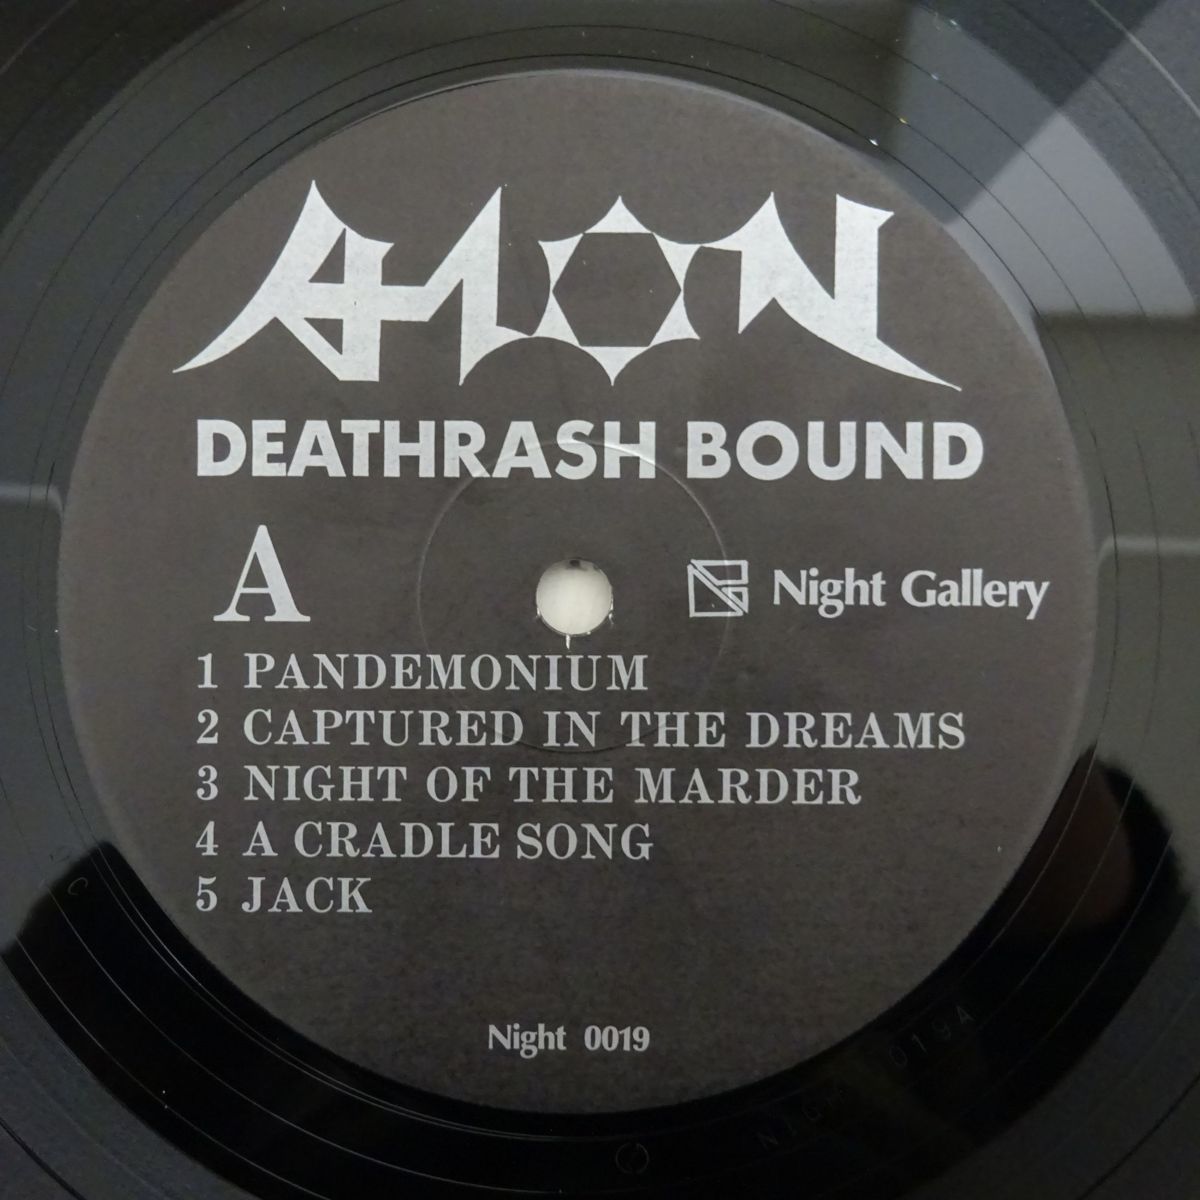 AION
DEATHRASH BOUND
A
Night Gallery
1 PANDEMONIUM
2 CAPTURED IN THE DREAMS
3 NIGHT OF THE MARDER
4 A CRADLE SONG
5 JACK
Night 0019